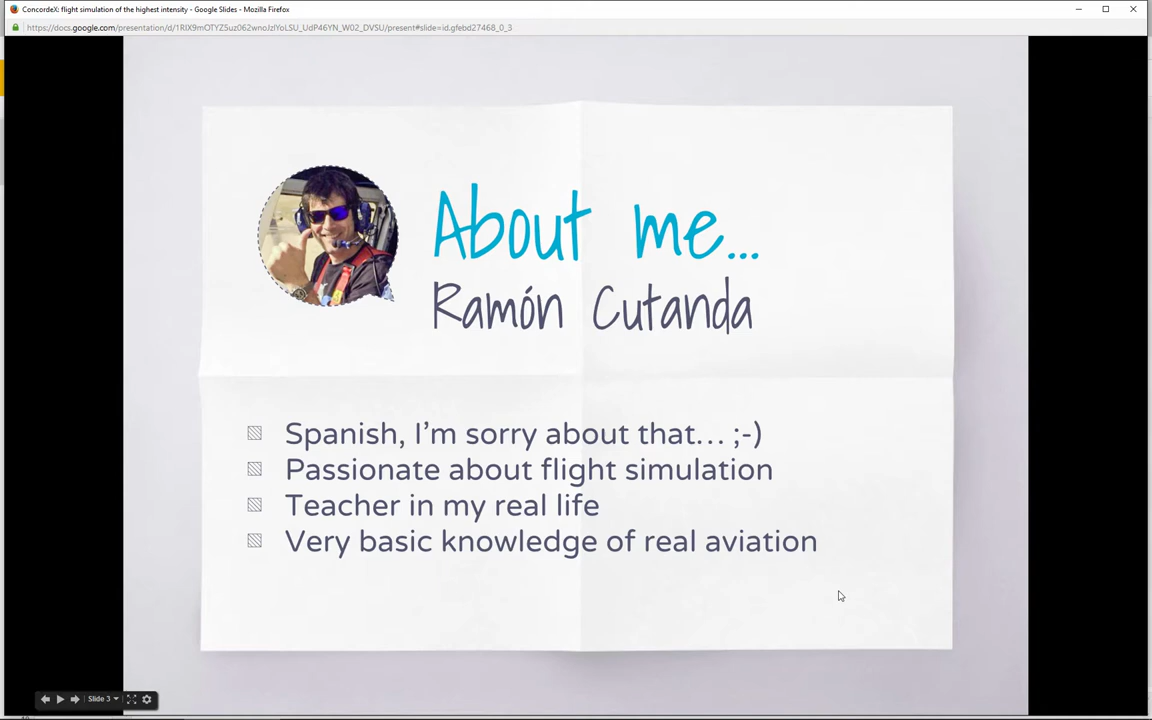 ConcordeX: flight simulation of the highest intensity - Google Slides - Mozilla Firefox
About me...
Ramón Cutanda
Spanish, I'm sorry about that… ;-)
Passionate about flight simulation
Teacher in my real life
Very basic knowledge of real aviation
Slide 3